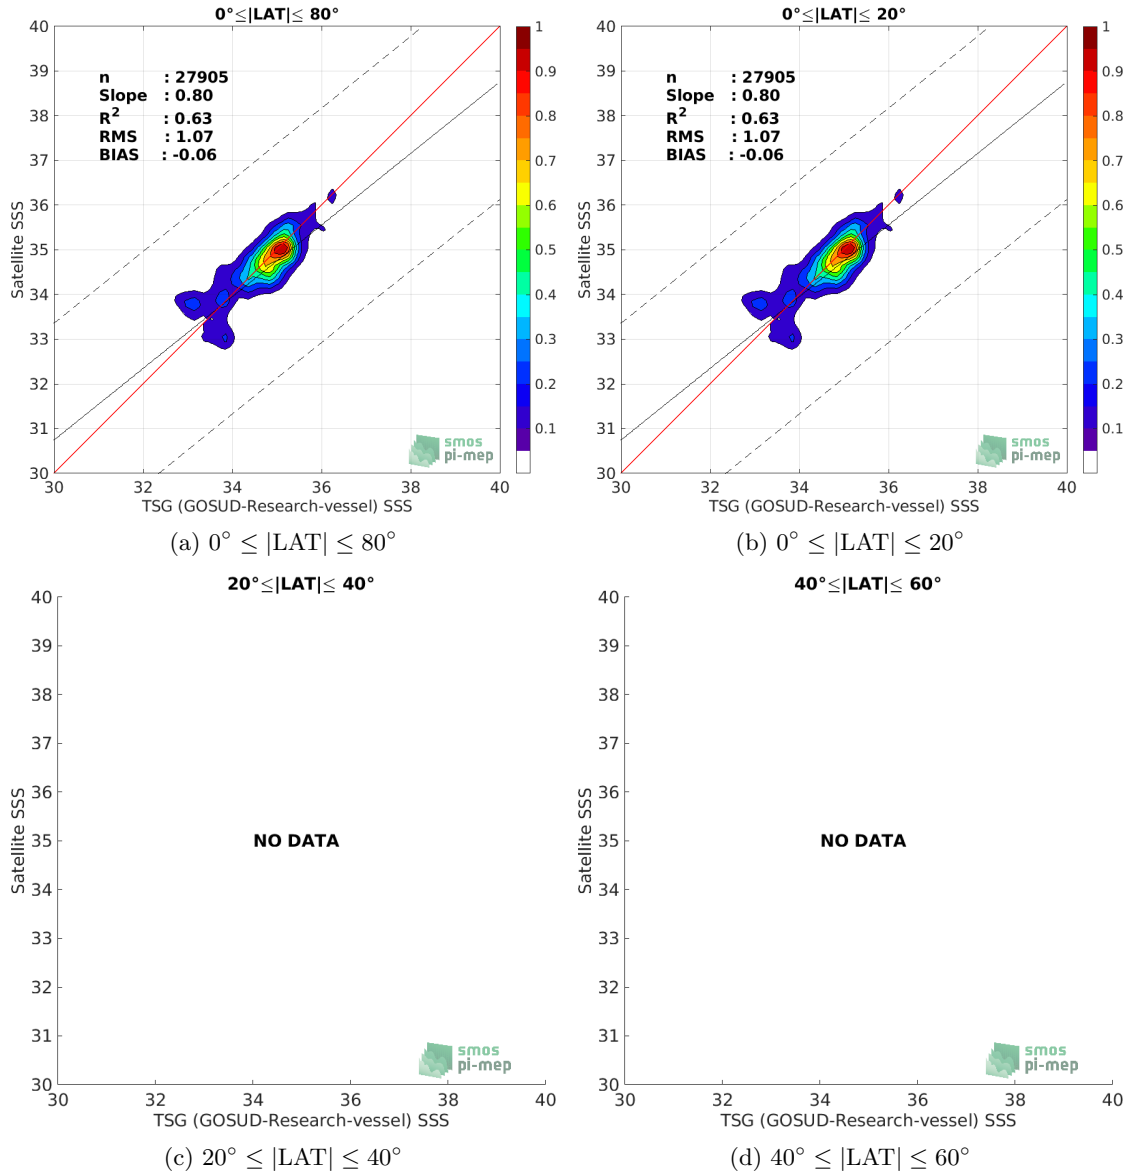 0°≤|LAT|≤ 80°
40
39
38
37
36
35
34
33
32
31
30
Satellite SSS
n : 27905
Slope : 0.80
R² : 0.63
RMS : 1.07
BIAS : -0.06
1
0.9
0.8
0.7
0.6
0.5
0.4
0.3
0.2
0.1
smos
pi-mep
30 32 34 36 38 40
TSG (GOSUD-Research-vessel) SSS
(a) 0° ≤ |LAT| ≤ 80°
0°≤|LAT|≤ 20°
40
39
38
37
36
35
34
33
32
31
30
Satellite SSS
n : 27905
Slope : 0.80
R² : 0.63
RMS : 1.07
BIAS : -0.06
1
0.9
0.8
0.7
0.6
0.5
0.4
0.3
0.2
0.1
smos
pi-mep
30 32 34 36 38 40
TSG (GOSUD-Research-vessel) SSS
(b) 0° ≤ |LAT| ≤ 20°
20°≤|LAT|≤ 40°
40
39
38
37
36
35
34
33
32
31
30
Satellite SSS
NO DATA
smos
pi-mep
30 32 34 36 38 40
TSG (GOSUD-Research-vessel) SSS
(c) 20° ≤ |LAT| ≤ 40°
40°≤|LAT|≤ 60°
40
39
38
37
36
35
34
33
32
31
30
Satellite SSS
NO DATA
smos
pi-mep
30 32 34 36 38 40
TSG (GOSUD-Research-vessel) SSS
(d) 40° ≤ |LAT| ≤ 60°